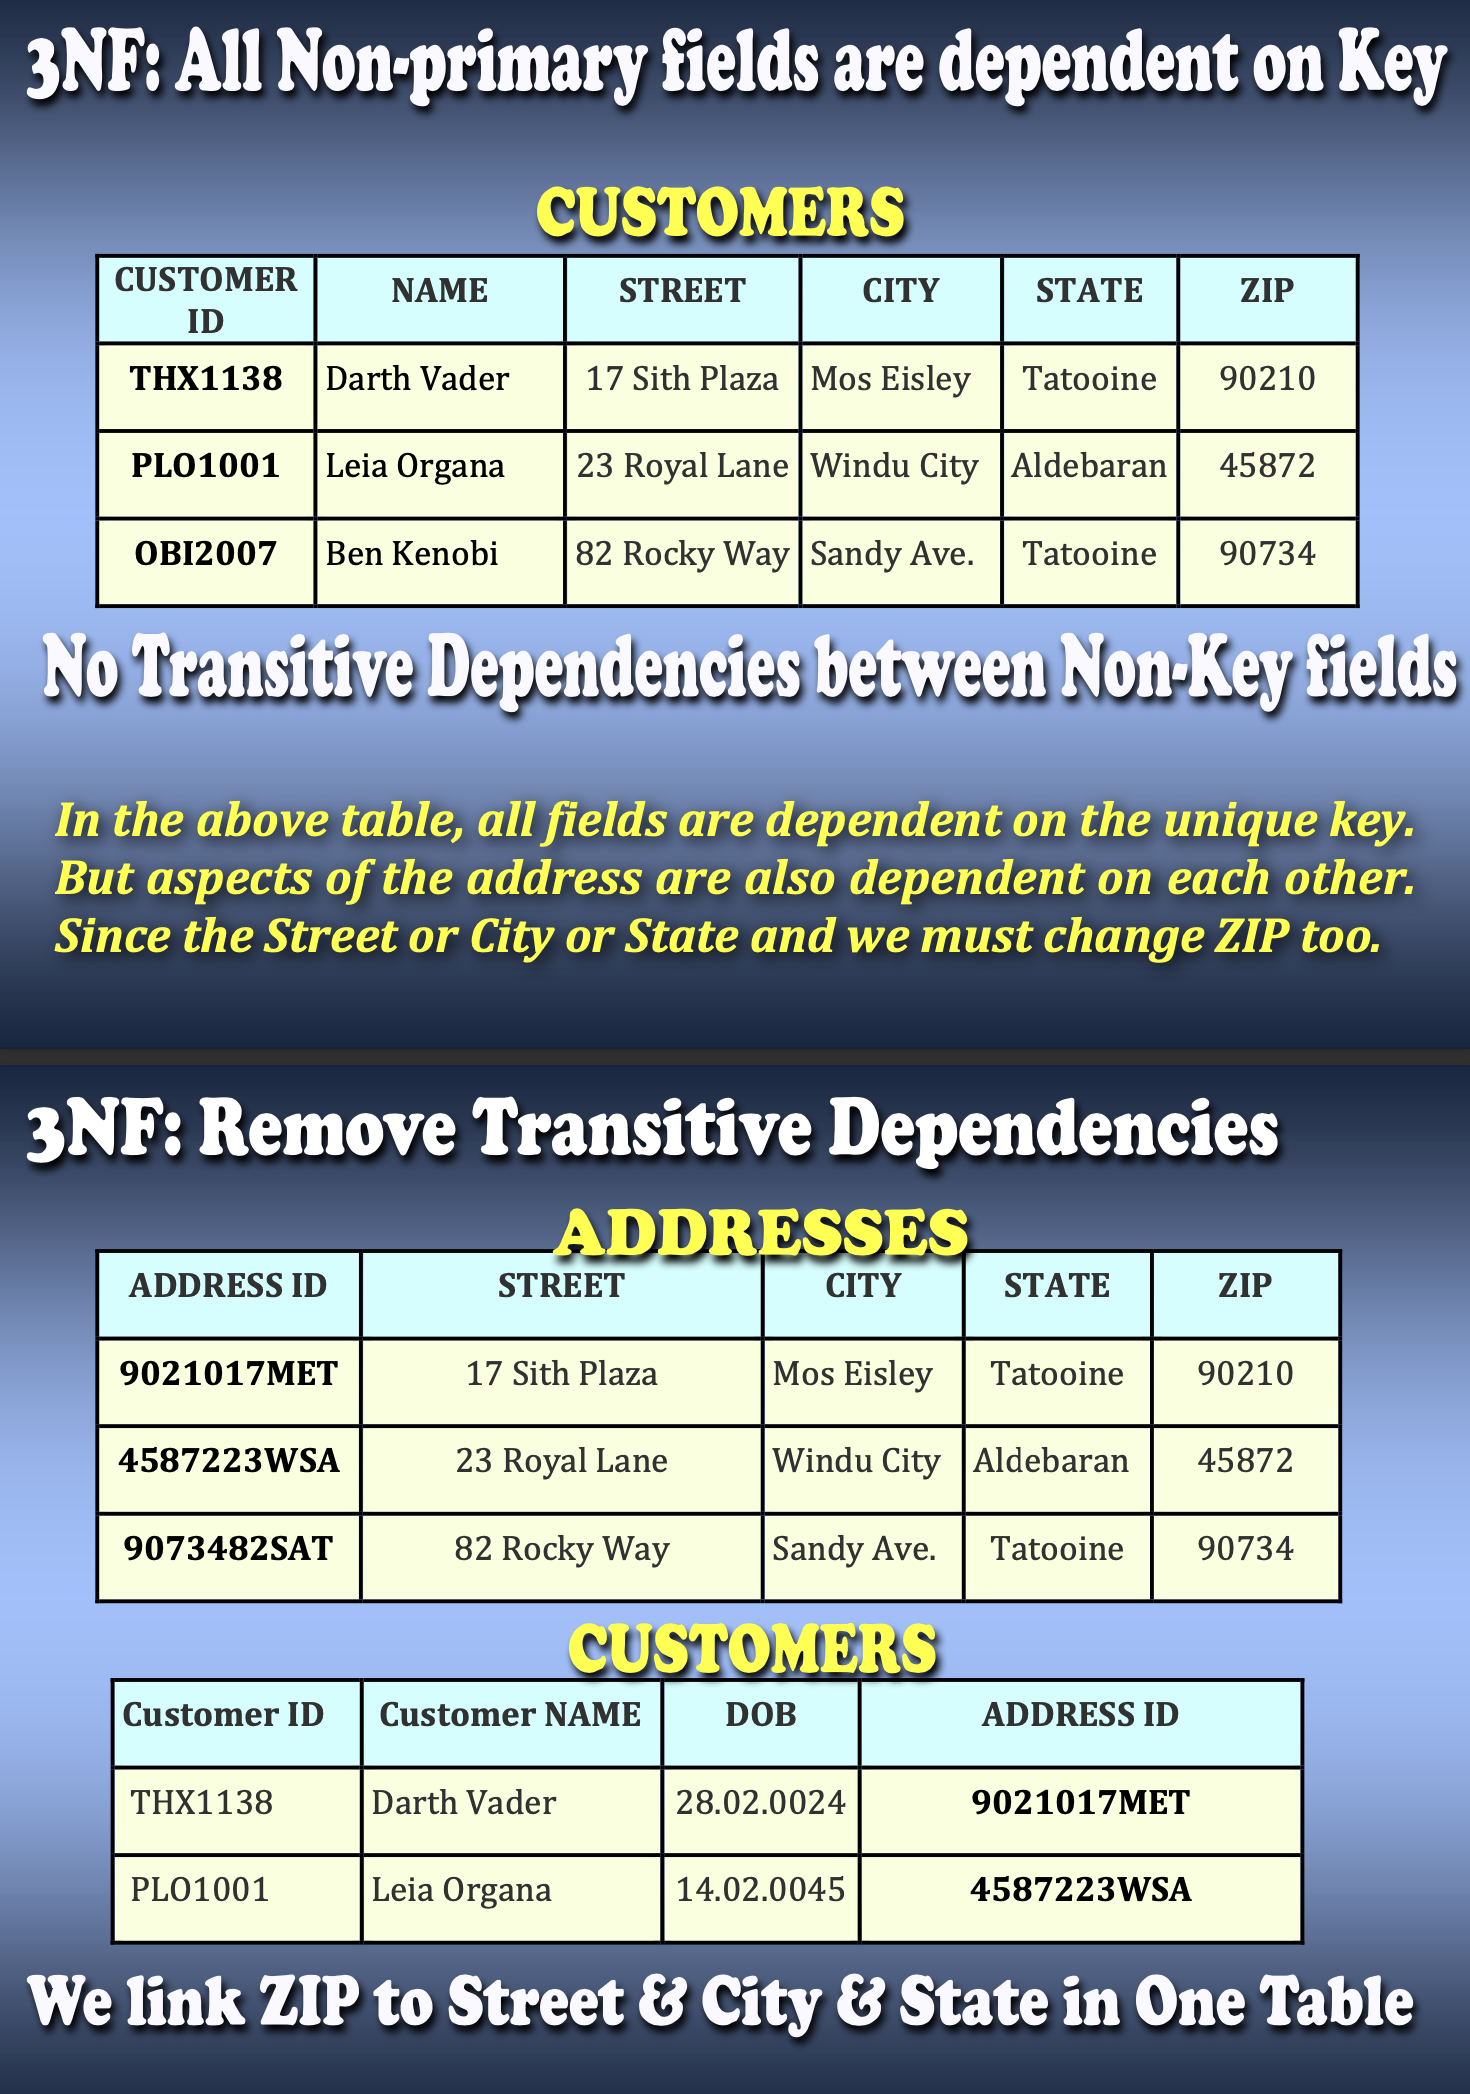 3NF: All Non-primary fields are dependent on Key
CUSTOMERS
CUSTOMER ID NAME STREET CITY STATE ZIP
THX1138 Darth Vader 17 Sith Plaza Mos Eisley Tatooine 90210
PLO1001 Leia Organa 23 Royal Lane Windu City Aldebaran 45872
OBI2007 Ben Kenobi 82 Rocky Way Sandy Ave. Tatooine 90734
No Transitive Dependencies between Non-Key fields
In the above table, all fields are dependent on the unique key.
But aspects of the address are also dependent on each other.
Since the Street or City or State and we must change ZIP too.
3NF: Remove Transitive Dependencies
ADDRESSES
ADDRESS ID STREET CITY STATE ZIP
9021017MET 17 Sith Plaza Mos Eisley Tatooine 90210
4587223WSA 23 Royal Lane Windu City Aldebaran 45872
9073482SAT 82 Rocky Way Sandy Ave. Tatooine 90734
CUSTOMERS
Customer ID Customer NAME DOB ADDRESS ID
THX1138 Darth Vader 28.02.0024 9021017MET
PLO1001 Leia Organa 14.02.0045 4587223WSA
We link ZIP to Street & City & State in One Table